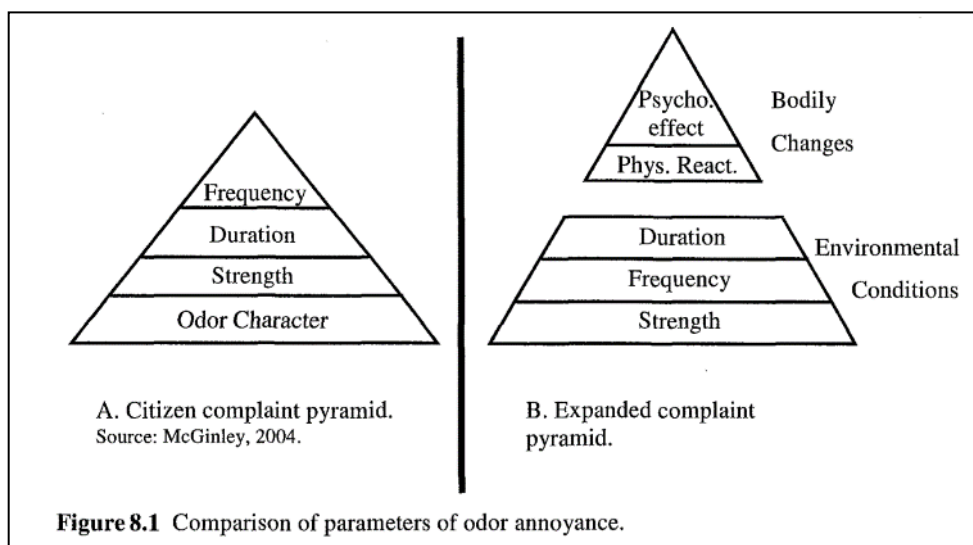 Frequency
Duration
Strength
Odor Character
A. Citizen complaint pyramid.
Source: McGinley, 2004.
Psycho.
effect
Phys. React.
Bodily
Changes
Duration
Frequency
Strength
Environmental
Conditions
B. Expanded complaint
pyramid.
Figure 8.1 Comparison of parameters of odor annoyance.